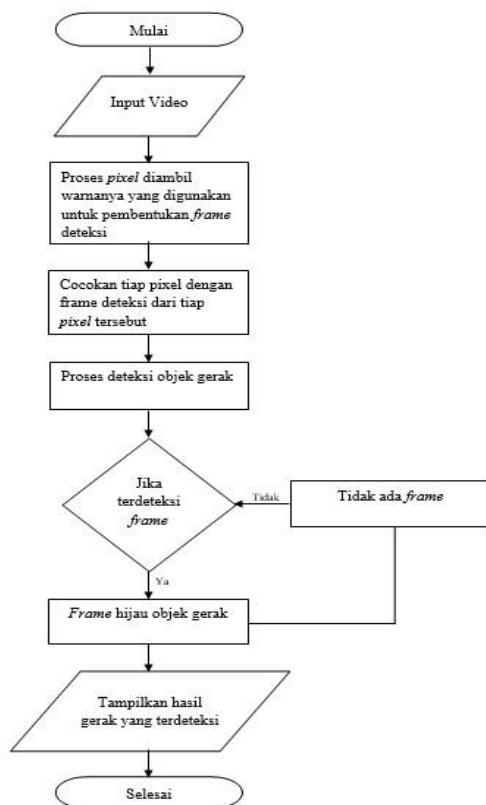 Mulai
Input Video
Proses pixel diambil
warnanya yang digunakan
untuk pembentukan frame
deteksi
Cocokan tiap pixel dengan
frame deteksi dari tiap
pixel tersebut
Proses deteksi objek gerak
Jika
terdeteksi
frame
Tidak
Tidak ada frame
Ya
Frame hijau objek gerak
Tampilkan hasil
gerak yang terdeteksi
Selesai